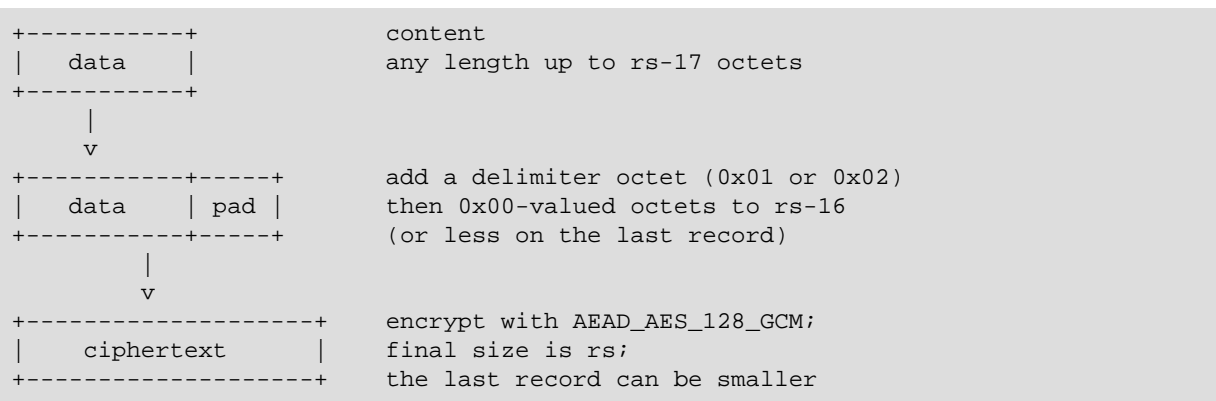 +-----------+                content
|   data    |                any length up to rs-17 octets
+-----------+
     |
     v
+-----------+-----+          add a delimiter octet (0x01 or 0x02)
|   data    | pad |          then 0x00-valued octets to rs-16
+-----------+-----+          (or less on the last record)
         |
         v
+--------------------+       encrypt with AEAD_AES_128_GCM;
|    ciphertext      |       final size is rs;
+--------------------+       the last record can be smaller